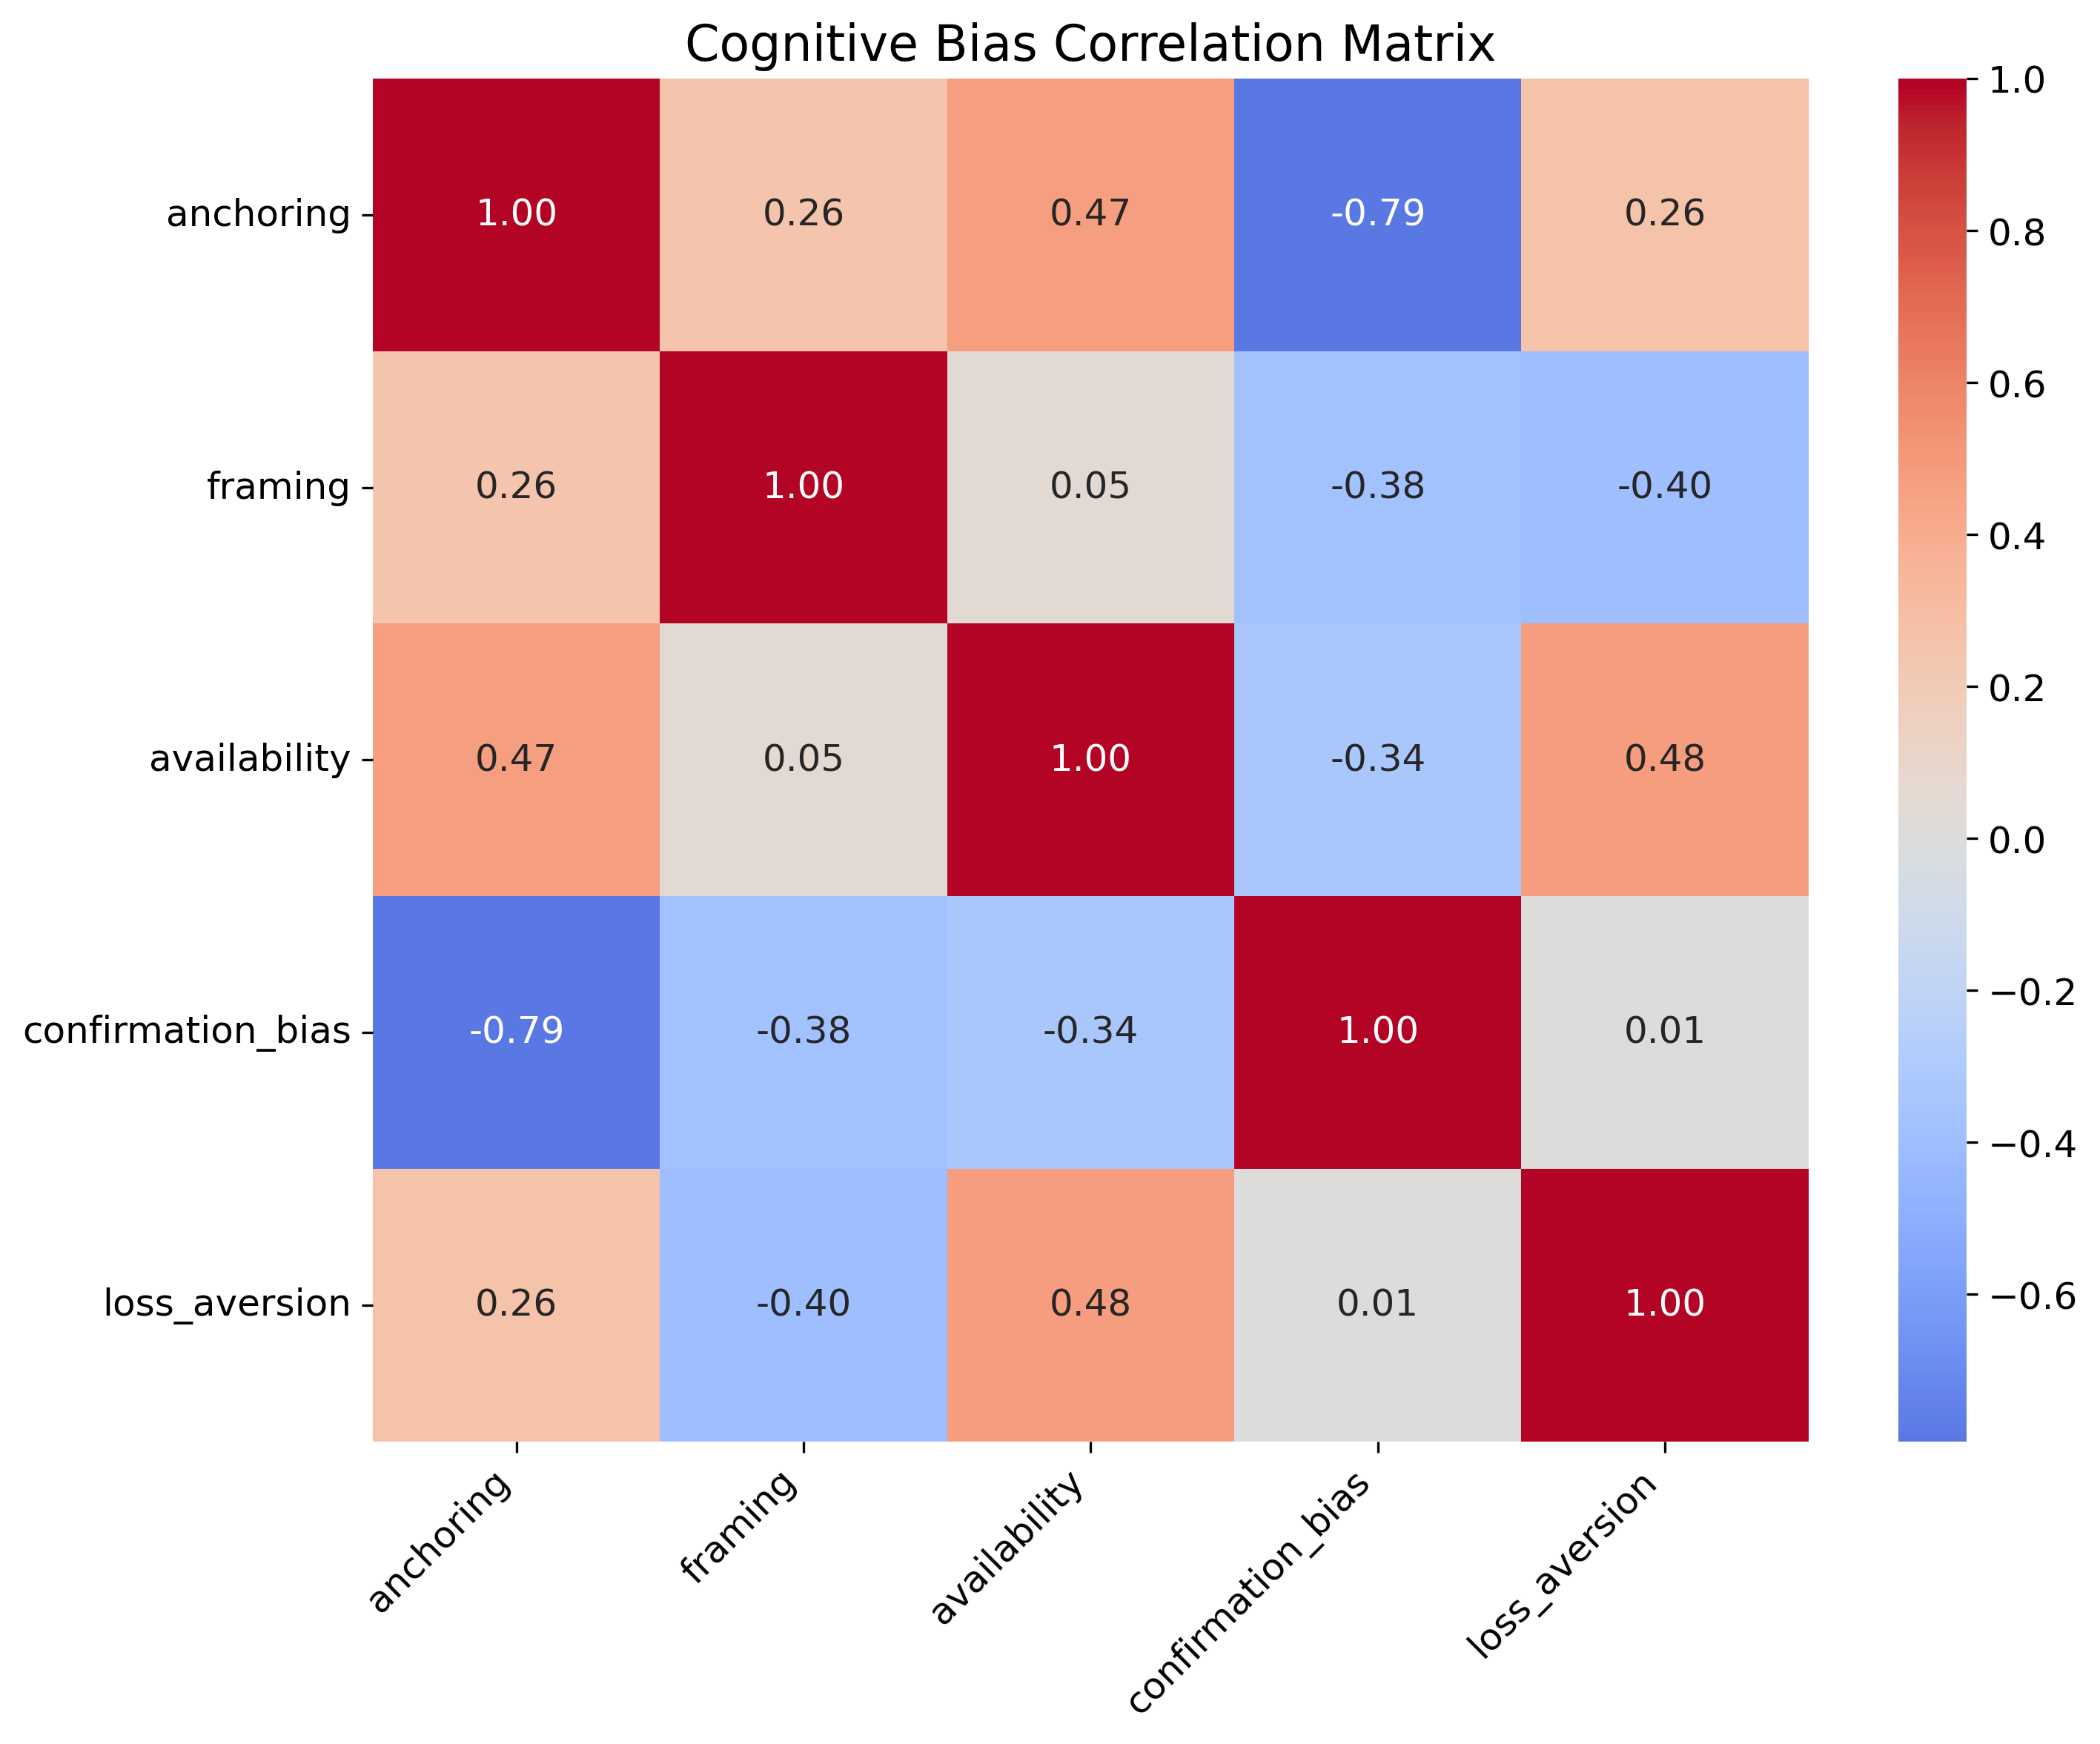 Cognitive Bias Correlation Matrix
anchoring 1.00 0.26 0.47 -0.79 0.26
framing 0.26 1.00 0.05 -0.38 -0.40
availability 0.47 0.05 1.00 -0.34 0.48
confirmation_bias -0.79 -0.38 -0.34 1.00 0.01
loss_aversion 0.26 -0.40 0.48 0.01 1.00
anchoring
framing
availability
confirmation_bias
loss_aversion
1.0
0.8
0.6
0.4
0.2
0.0
−0.2
−0.4
−0.6